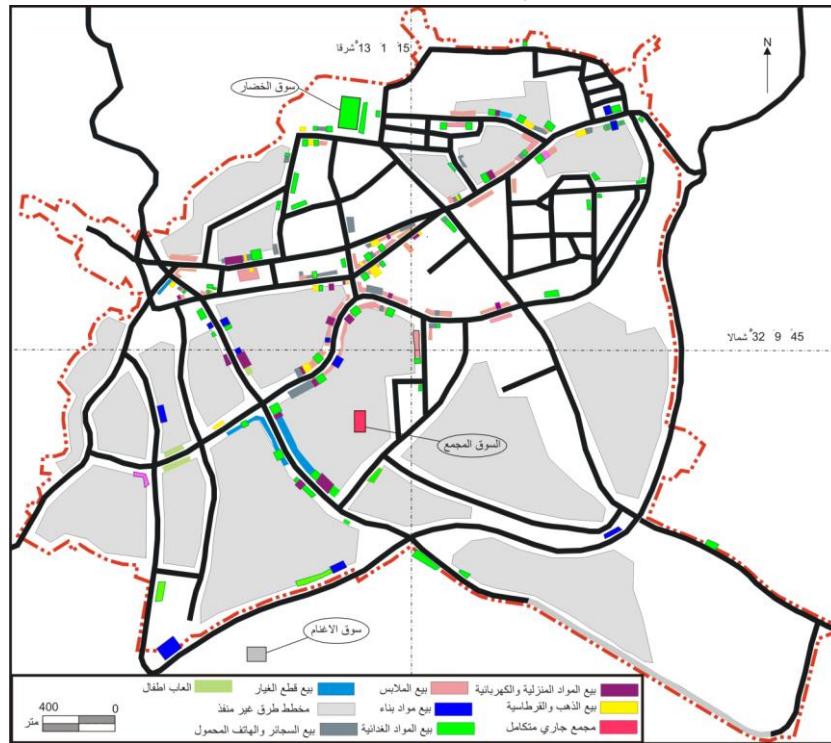 15 1 13° شرقا
N
سوق الخضار
45 9 32° شمالا
السوق المجمع
سوق الاغنام
بيع المواد المنزلية والكهربائية
بيع الملابس
بيع قطع الغيار
العاب اطفال
بيع الذهب والقرطاسية
بيع مواد بناء
مخطط طرق غير منفذ
مجمع جاري متكامل
بيع المواد الغذائية
بيع السجائر والهاتف المحمول
400 0
متر